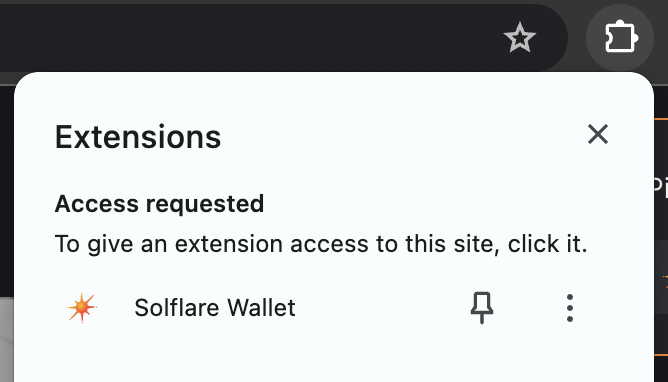 Extensions
Access requested
To give an extension access to this site, click it.
Solflare Wallet